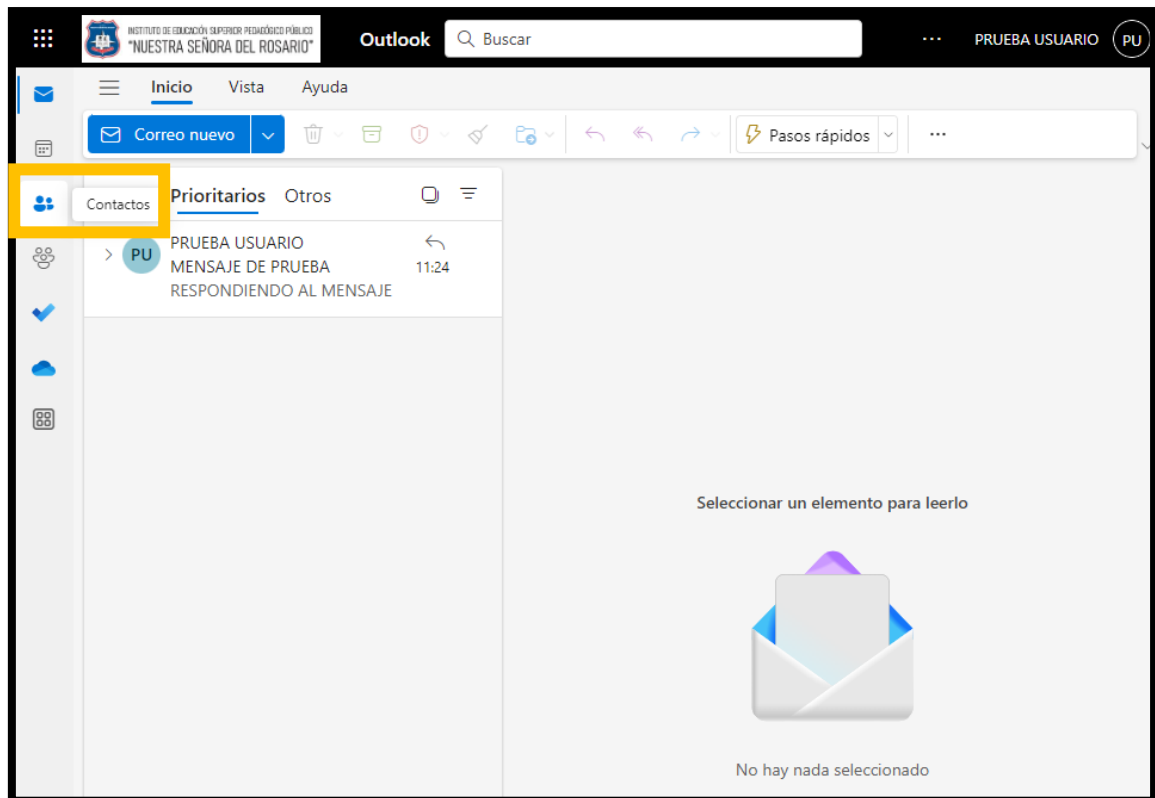 INSTITUTO DE EDUCACIÓN SUPERIOR PEDAGÓGICO PÚBLICO
"NUESTRA SEÑORA DEL ROSARIO"
Outlook
Buscar
PRUEBA USUARIO
PU
Inicio Vista Ayuda
Correo nuevo
Pasos rápidos
Contactos
Prioritarios Otros
PU
PRUEBA USUARIO
MENSAJE DE PRUEBA 11:24
RESPONDIENDO AL MENSAJE
Seleccionar un elemento para leerlo
No hay nada seleccionado